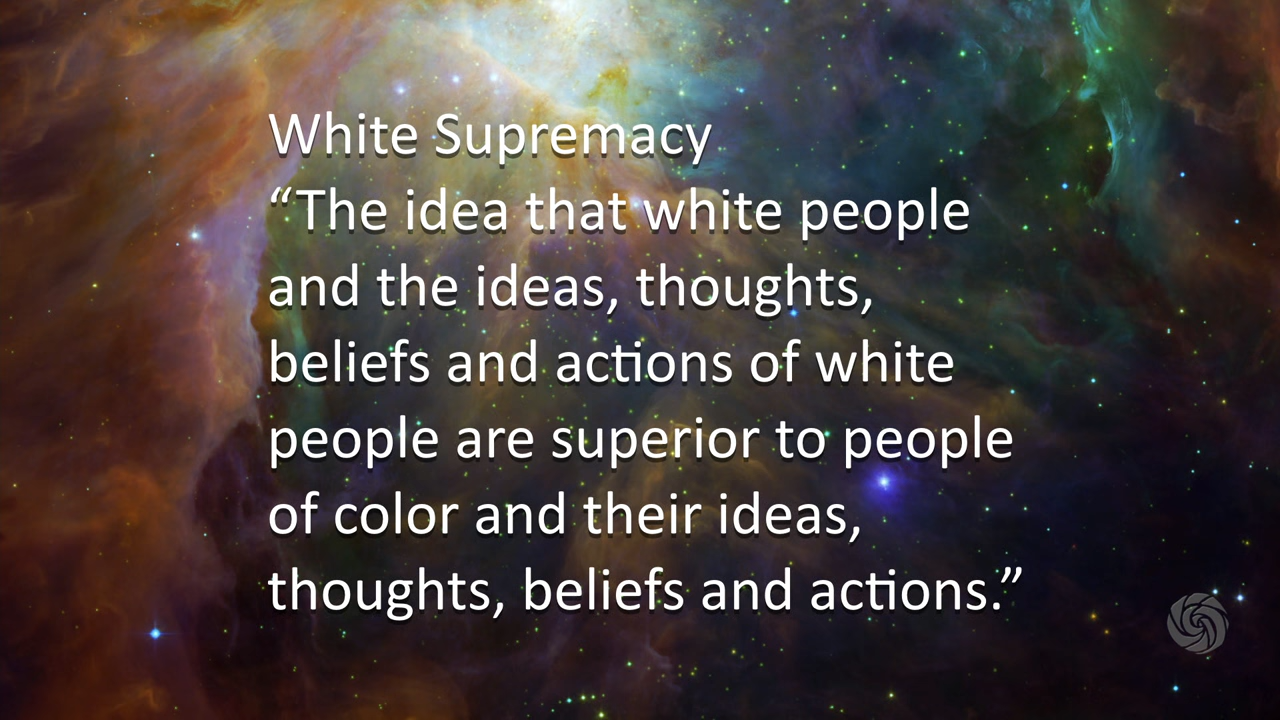 White Supremacy
“The idea that white people
and the ideas, thoughts,
beliefs and actions of white
people are superior to people
of color and their ideas,
thoughts, beliefs and actions.”